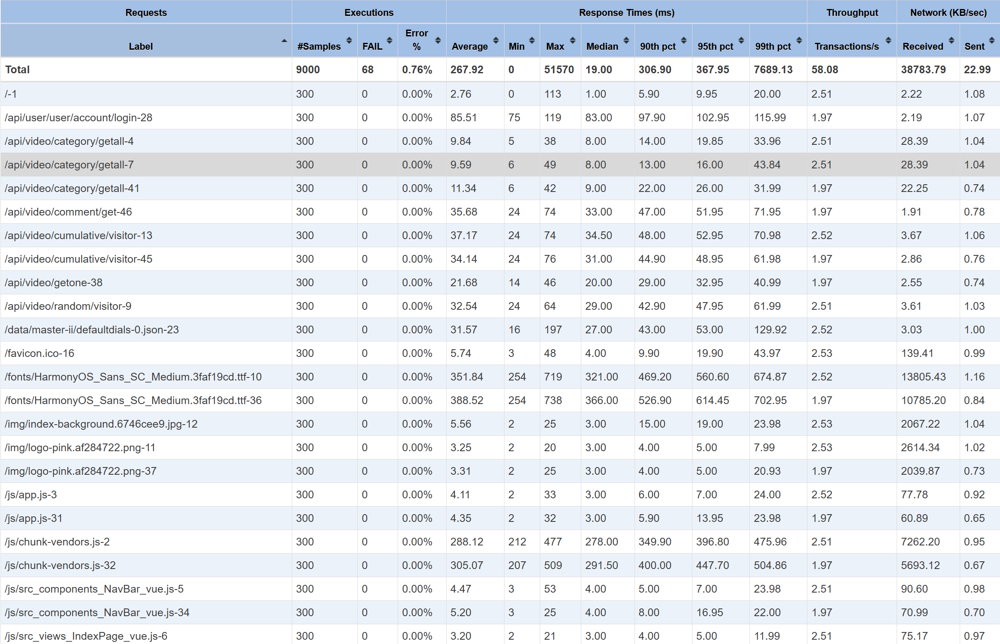 Requests Executions Response Times (ms) Throughput Network (KB/sec)
Label #Samples FAIL Error % Average Min Max Median 90th pct 95th pct 99th pct Transactions/s Received Sent
Total 9000 68 0.76% 267.92 0 51570 19.00 306.90 367.95 7689.13 58.08 38783.79 22.99
/-1 300 0 0.00% 2.76 0 113 1.00 5.90 9.95 20.00 2.51 2.22 1.08
/api/user/user/account/login-28 300 0 0.00% 85.51 75 119 83.00 97.90 102.95 115.99 1.97 2.19 1.07
/api/video/category/getall-4 300 0 0.00% 9.84 5 38 8.00 14.00 19.85 33.96 2.51 28.39 1.04
/api/video/category/getall-7 300 0 0.00% 9.59 6 49 8.00 13.00 16.00 43.84 2.51 28.39 1.04
/api/video/category/getall-41 300 0 0.00% 11.34 6 42 9.00 22.00 26.00 31.99 1.97 22.25 0.74
/api/video/comment/get-46 300 0 0.00% 35.68 24 74 33.00 47.00 51.95 71.95 1.97 1.91 0.78
/api/video/cumulative/visitor-13 300 0 0.00% 37.17 24 74 34.50 48.00 52.95 70.98 2.52 3.67 1.06
/api/video/cumulative/visitor-45 300 0 0.00% 34.14 24 76 31.00 44.90 48.95 61.98 1.97 2.86 0.76
/api/video/getone-38 300 0 0.00% 21.68 14 46 20.00 29.00 32.95 40.99 1.97 2.55 0.74
/api/video/random/visitor-9 300 0 0.00% 32.54 24 64 29.00 42.90 47.95 61.99 2.51 3.61 1.03
/data/master-ii/defaultdials-0.json-23 300 0 0.00% 31.57 16 197 27.00 43.00 53.00 129.92 2.52 3.03 1.00
/favicon.ico-16 300 0 0.00% 5.74 3 48 4.00 9.90 19.90 43.97 2.53 139.41 0.99
/fonts/HarmonyOS_Sans_SC_Medium.3faf19cd.ttf-10 300 0 0.00% 351.84 254 719 321.00 469.20 560.60 674.87 2.52 13805.43 1.16
/fonts/HarmonyOS_Sans_SC_Medium.3faf19cd.ttf-36 300 0 0.00% 388.52 254 738 366.00 526.90 614.45 702.95 1.97 10785.20 0.84
/img/index-background.6746cee9.jpg-12 300 0 0.00% 5.56 2 25 3.00 15.00 19.00 23.98 2.53 2067.22 1.04
/img/logo-pink.af284722.png-11 300 0 0.00% 3.25 2 20 3.00 4.00 5.00 7.99 2.53 2614.34 1.02
/img/logo-pink.af284722.png-37 300 0 0.00% 3.31 2 25 3.00 4.00 5.00 20.93 1.97 2039.87 0.73
/js/app.js-3 300 0 0.00% 4.11 2 33 3.00 6.00 7.00 24.00 2.52 77.78 0.92
/js/app.js-31 300 0 0.00% 4.35 2 32 3.00 5.90 13.95 23.98 1.97 60.89 0.65
/js/chunk-vendors.js-2 300 0 0.00% 288.12 212 477 278.00 349.90 396.80 475.96 2.51 7262.20 0.95
/js/chunk-vendors.js-32 300 0 0.00% 305.07 207 509 291.50 400.00 447.70 504.86 1.97 5693.12 0.67
/js/src_components_NavBar_vue.js-5 300 0 0.00% 4.47 3 53 4.00 5.00 7.00 23.98 2.51 90.60 0.98
/js/src_components_NavBar_vue.js-34 300 0 0.00% 5.20 3 25 4.00 8.00 16.95 22.00 1.97 70.99 0.70
/js/src_views_IndexPage_vue.js-6 300 0 0.00% 3.20 2 21 3.00 4.00 5.00 11.99 2.51 75.17 0.97